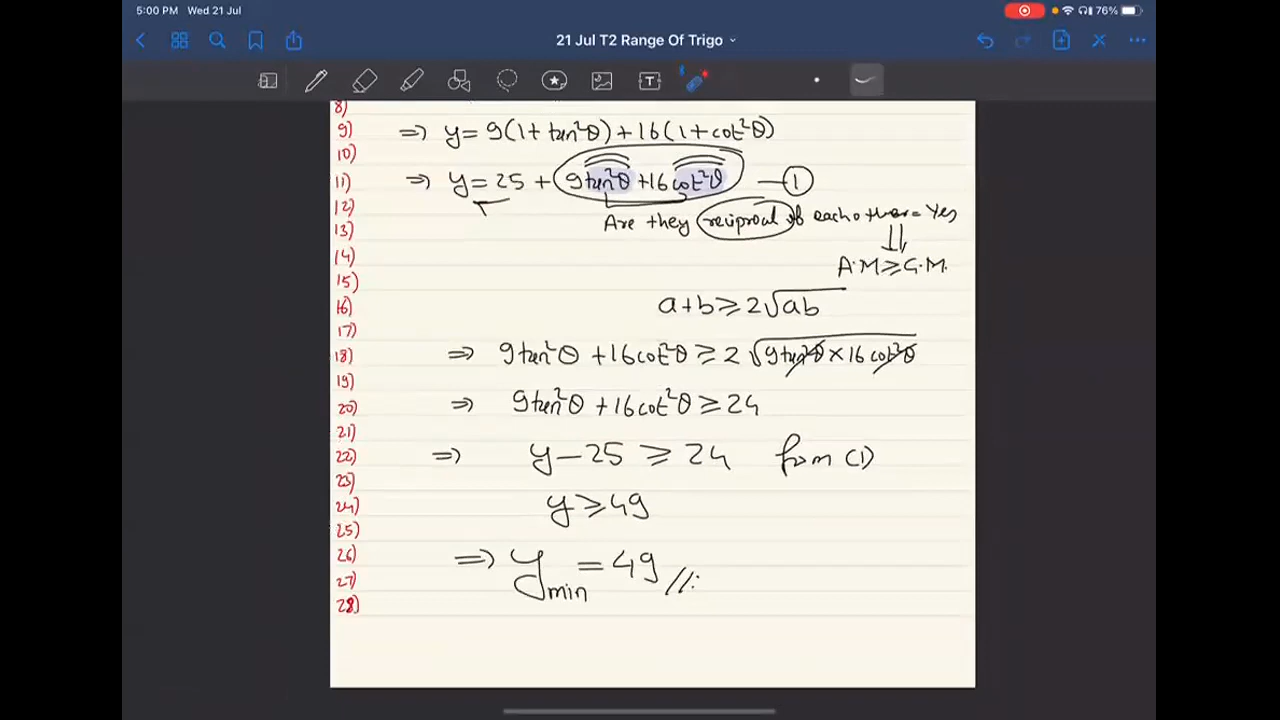 5:00 PM Wed 21 Jul 76%
21 Jul T2 Range Of Trigo
8)
9) ⇒ y = 9(1+tan²θ)+16(1+cot²θ)
10)
11) ⇒ y = 25 + 9tan²θ +16cot²θ —①
12) Are they reciprocal of each other = Yes
13)
14) A.M ≥ G.M.
15)
16) a+b ≥ 2√ab
17)
18) ⇒ 9tan²θ +16cot²θ ≥ 2 √9tan²θ × 16 cot²θ
19)
20) ⇒ 9tan²θ +16cot²θ ≥ 24
21)
22) ⇒ y – 25 ≥ 24 from (1)
23)
24) y ≥ 49
25)
26) ⇒ y min = 49 //:
27)
28)